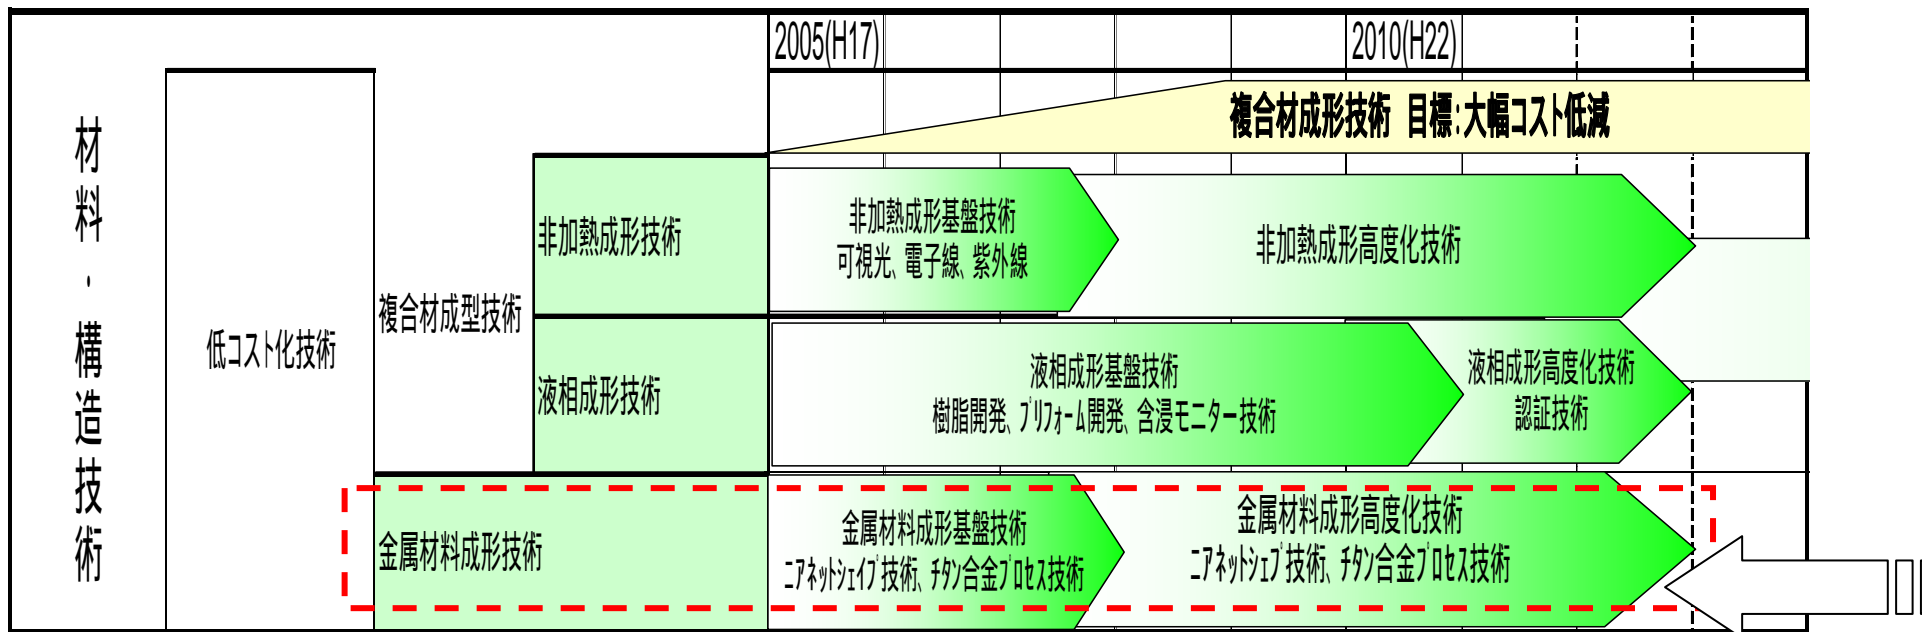 2005(H17)
2010(H22)
複合材成形技術 目標：大幅コスト低減
材料・構造技術
低コスト化技術
複合材成型技術
非加熱成形技術
非加熱成形基盤技術
可視光、電子線、紫外線
非加熱成形高度化技術
液相成形技術
液相成形基盤技術
樹脂開発、プリフォーム開発、含浸モニター技術
液相成形高度化技術
認証技術
金属材料成形技術
金属材料成形基盤技術
ニアネットシェイプ技術、チタン合金プロセス技術
金属材料成形高度化技術
ニアネットシェプ技術、チタン合金プロセス技術